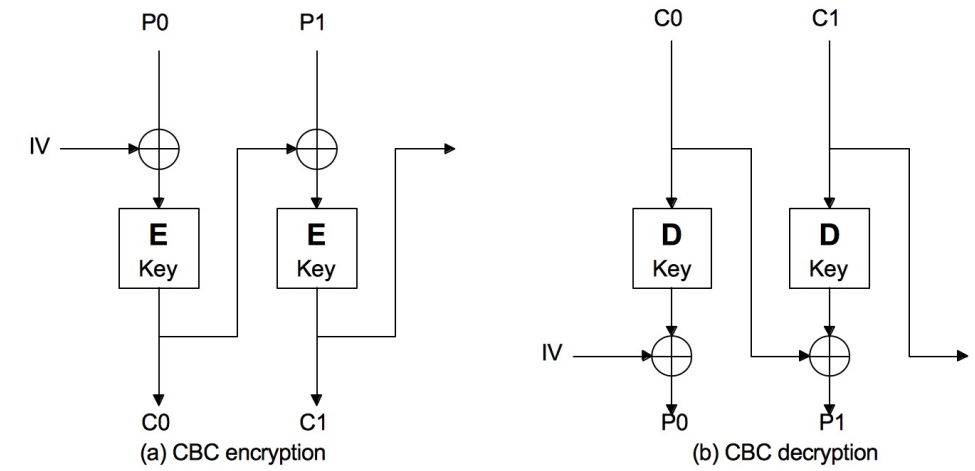 P0
P1
IV
E
Key
E
Key
C0
C1
(a) CBC encryption
C0
C1
D
Key
D
Key
IV
P0
P1
(b) CBC decryption